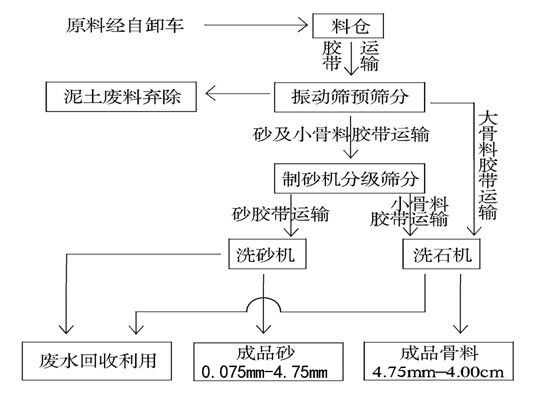 原料经自卸车
料仓
胶带
运输
泥土废料弃除
振动筛预筛分
砂及小骨料胶带运输
大骨料胶带运输
制砂机分级筛分
砂胶带运输
小骨料
胶带运输
洗砂机
洗石机
废水回收利用
成品砂
0.075mm-4.75mm
成品骨料
4.75mm-4.00cm